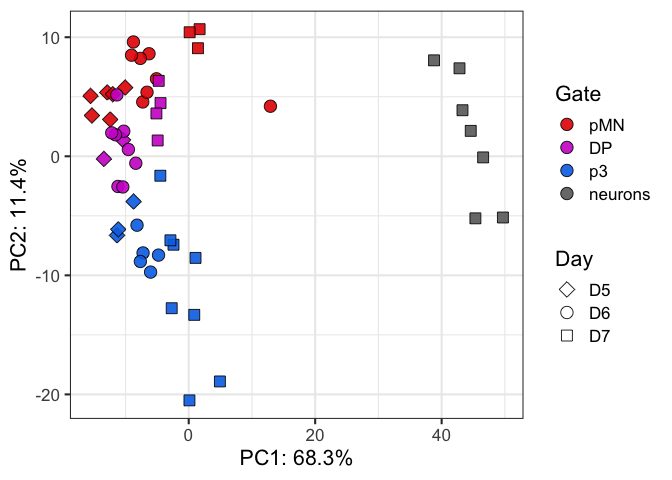 10
0
-10
-20
PC2: 11.4%
0
20
40
PC1: 68.3%
Gate
pMN
DP
p3
neurons
Day
D5
D6
D7